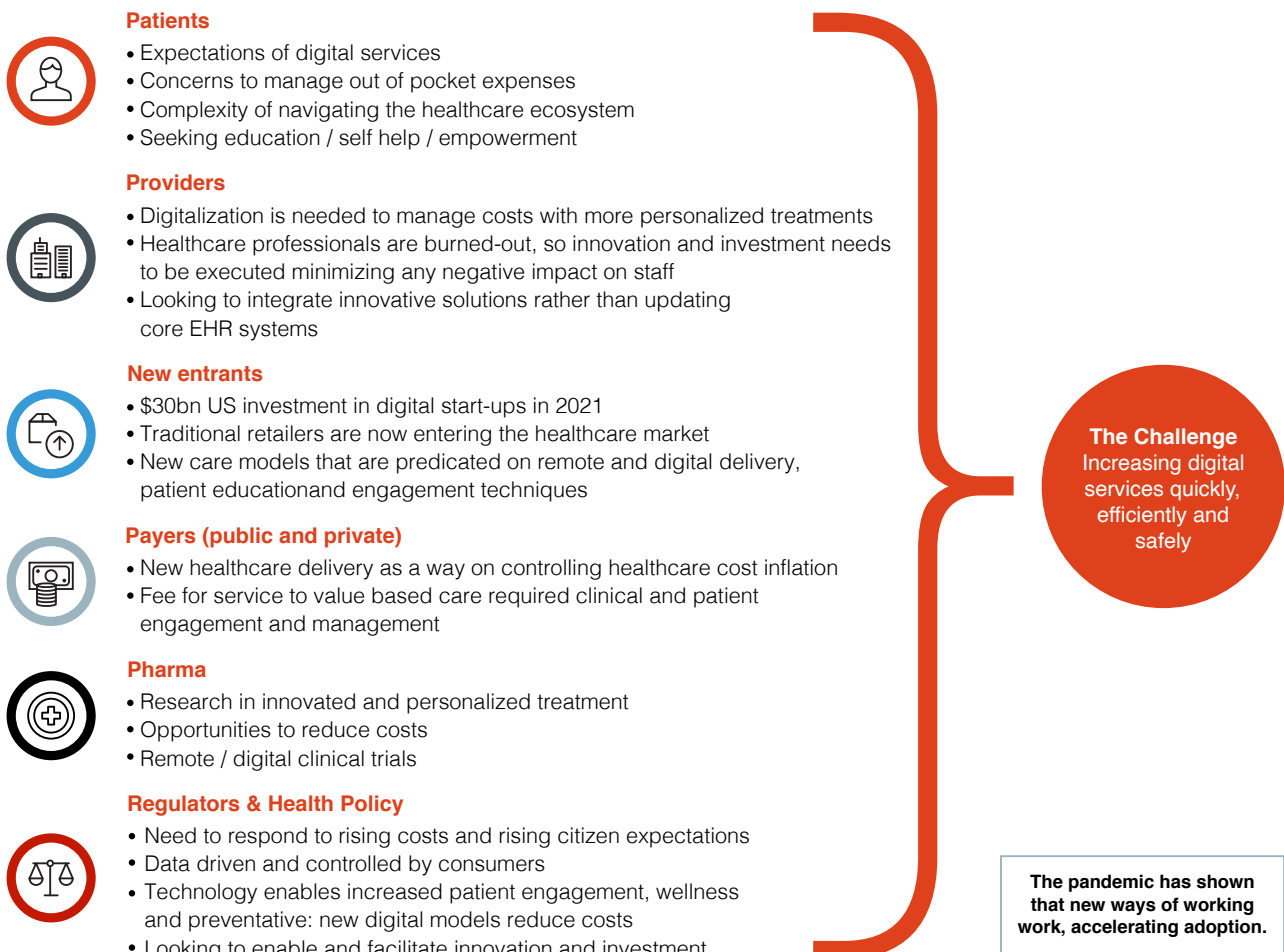 Patients
• Expectations of digital services
• Concerns to manage out of pocket expenses
• Complexity of navigating the healthcare ecosystem
• Seeking education / self help / empowerment
Providers
• Digitalization is needed to manage costs with more personalized treatments
• Healthcare professionals are burned-out, so innovation and investment needs
to be executed minimizing any negative impact on staff
• Looking to integrate innovative solutions rather than updating
core EHR systems
New entrants
• $30bn US investment in digital start-ups in 2021
• Traditional retailers are now entering the healthcare market
• New care models that are predicated on remote and digital delivery,
patient educationand engagement techniques
Payers (public and private)
• New healthcare delivery as a way on controlling healthcare cost inflation
• Fee for service to value based care required clinical and patient
engagement and management
Pharma
• Research in innovated and personalized treatment
• Opportunities to reduce costs
• Remote / digital clinical trials
Regulators & Health Policy
• Need to respond to rising costs and rising citizen expectations
• Data driven and controlled by consumers
• Technology enables increased patient engagement, wellness
and preventative: new digital models reduce costs
• Looking to enable and facilitate innovation and investment
The Challenge
Increasing digital
services quickly,
efficiently and
safely
The pandemic has shown
that new ways of working
work, accelerating adoption.